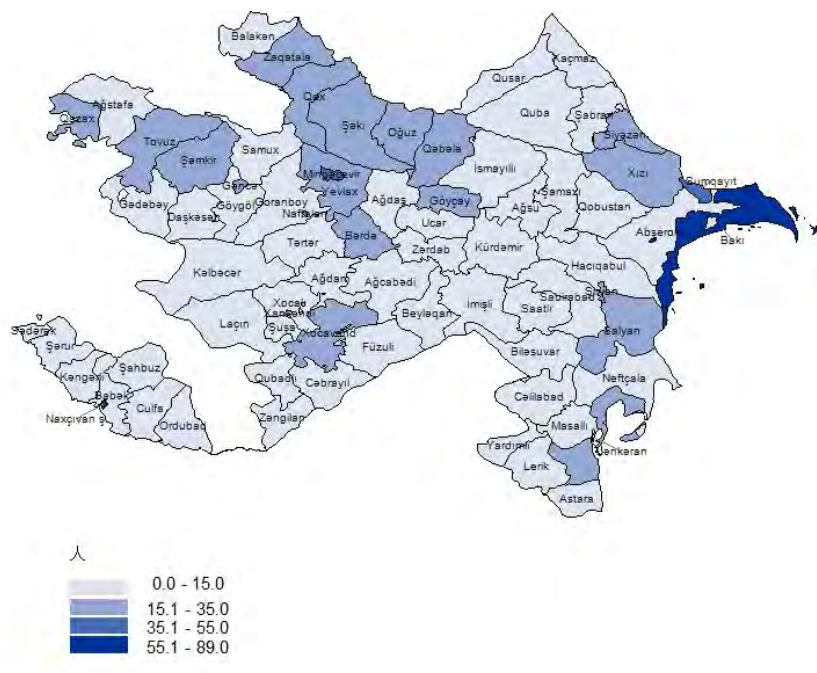 Balakən
Zaqatala
Kaçmaz
Qusar
Qax
Ağstafa
Quba
Qazax
Şabran
Şəki
Oğuz
Siyəzən
Tovuz
Samux
Qəbələ
Şəmkir
İsmayıllı
Xızı
Mingəçevir
Sumqayıt
Gəncə
Yevlax
Şamaxı
Gədəbəy
Göygöl
Goranboy
Ağdaş
Göyçay
Ağsu
Qobustan
Daşkəsən
Naftalan
Ucar
Abşeron
Bakı
Bərdə
Tərtər
Zərdab
Kürdəmir
Kəlbəcər
Ağdam
Ağcabədi
Hacıqabul
Xocalı
Xankəndi
İmişli
Sabirabad
Şirvan
Saatlı
Laçın
Şuşa
Xocavənd
Beyləqan
Salyan
Sədərək
Şərur
Füzuli
Biləsuvar
Şahbuz
Kəngərli
Qubadlı
Cəbrayıl
Neftçala
Babək
Cəlilabad
Culfa
Naxçıvan ş.
Zəngilan
Ordubad
Masallı
Yardımlı
Lənkəran
Lerik
Astara
人
0.0 - 15.0
15.1 - 35.0
35.1 - 55.0
55.1 - 89.0